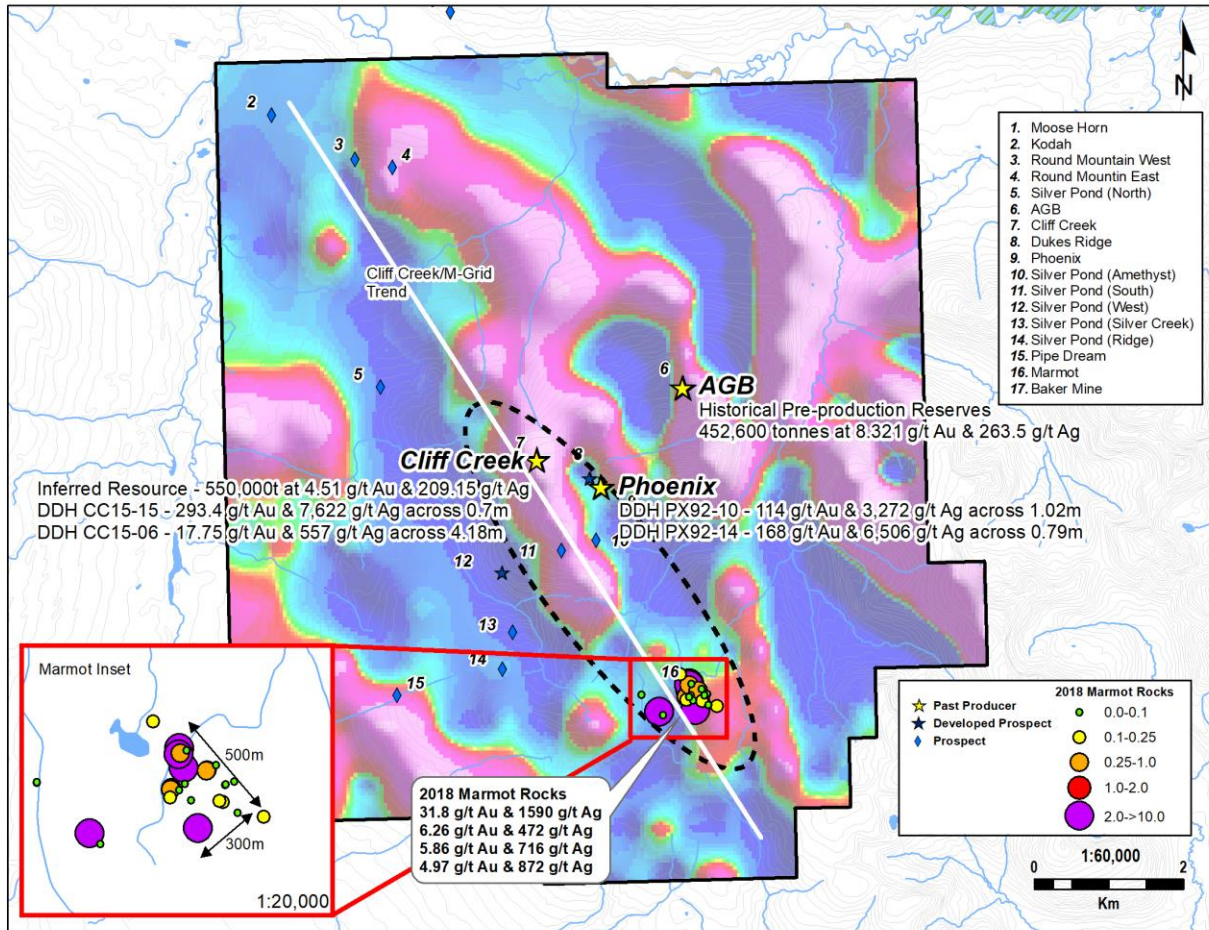 N
2
3
4
1. Moose Horn
2. Kodah
3. Round Mountain West
4. Round Mountin East
5. Silver Pond (North)
6. AGB
7. Cliff Creek
8. Dukes Ridge
9. Phoenix
10. Silver Pond (Amethyst)
11. Silver Pond (South)
12. Silver Pond (West)
13. Silver Pond (Silver Creek)
14. Silver Pond (Ridge)
15. Pipe Dream
16. Marmot
17. Baker Mine
Cliff Creek/M-Grid
Trend
5
6
AGB
Historical Pre-production Reserves
452,600 tonnes at 8.321 g/t Au & 263.5 g/t Ag
7
Cliff Creek
Inferred Resource - 550,000t at 4.51 g/t Au & 209.15 g/t Ag
DDH CC15-15 - 293.4 g/t Au & 7,622 g/t Ag across 0.7m
DDH CC15-06 - 17.75 g/t Au & 557 g/t Ag across 4.18m
8
9
Phoenix
DDH PX92-10 - 114 g/t Au & 3,272 g/t Ag across 1.02m
DDH PX92-14 - 168 g/t Au & 6,506 g/t Ag across 0.79m
10
11
12
13
14
15
16
Marmot Inset
500m
300m
1:20,000
2018 Marmot Rocks
31.8 g/t Au & 1590 g/t Ag
6.26 g/t Au & 472 g/t Ag
5.86 g/t Au & 716 g/t Ag
4.97 g/t Au & 872 g/t Ag
Past Producer
Developed Prospect
Prospect
2018 Marmot Rocks
0.0-0.1
0.1-0.25
0.25-1.0
1.0-2.0
2.0->10.0
0 1:60,000 2
Km